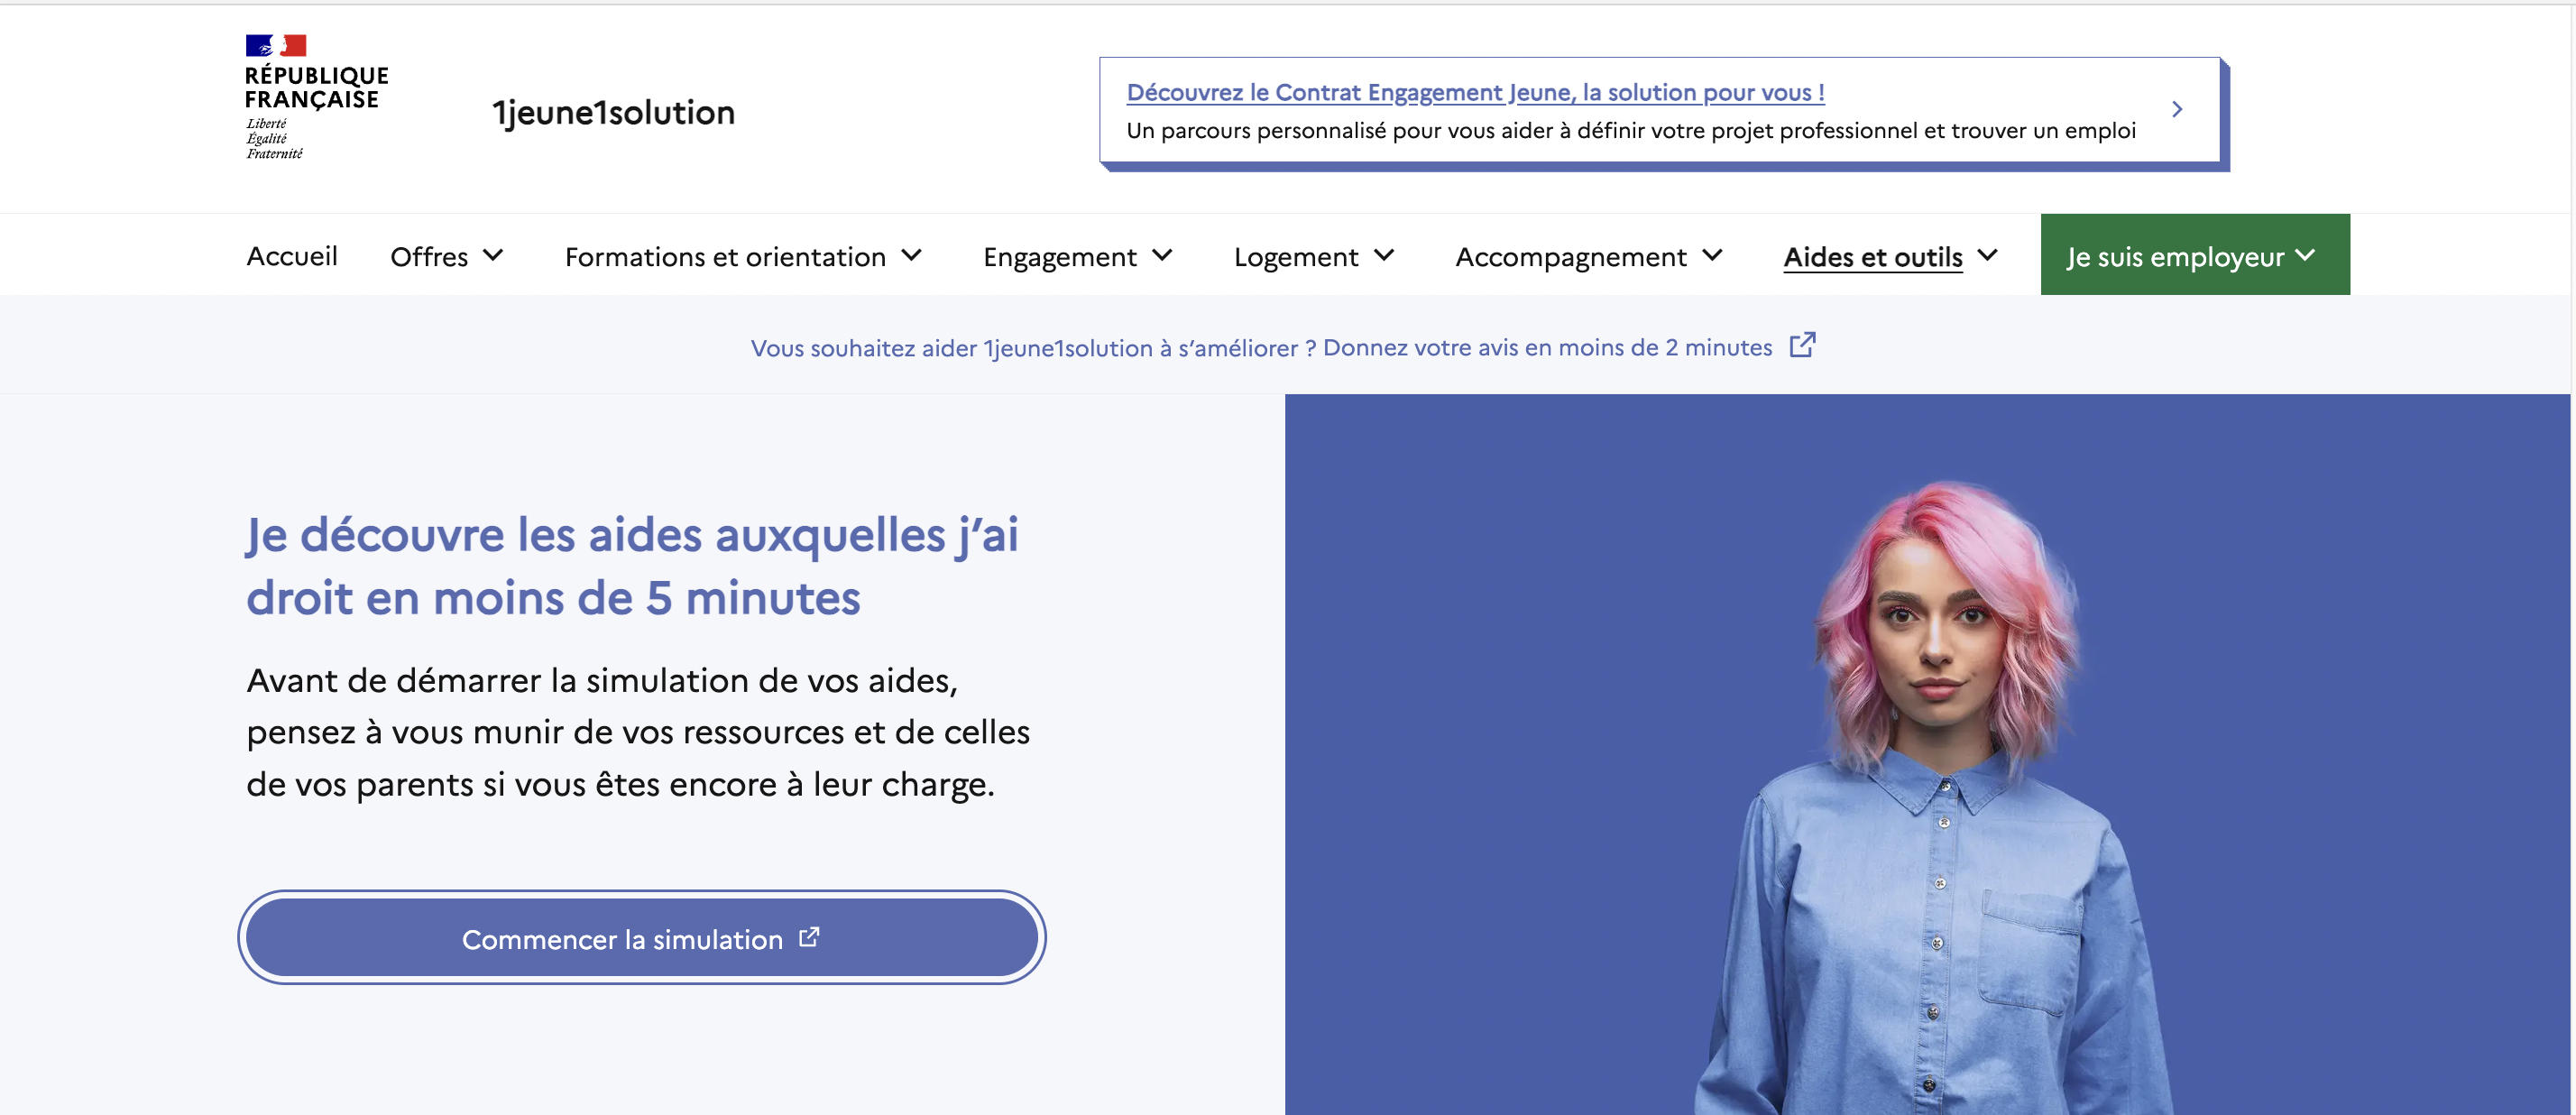 RÉPUBLIQUE
FRANÇAISE
Liberté
Égalité
Fraternité
1jeune1solution
Découvrez le Contrat Engagement Jeune, la solution pour vous !
Un parcours personnalisé pour vous aider à définir votre projet professionnel et trouver un emploi
Accueil Offres Formations et orientation Engagement Logement Accompagnement Aides et outils Je suis employeur
Vous souhaitez aider 1jeune1solution à s’améliorer ? Donnez votre avis en moins de 2 minutes
Je découvre les aides auxquelles j’ai
droit en moins de 5 minutes
Avant de démarrer la simulation de vos aides,
pensez à vous munir de vos ressources et de celles
de vos parents si vous êtes encore à leur charge.
Commencer la simulation